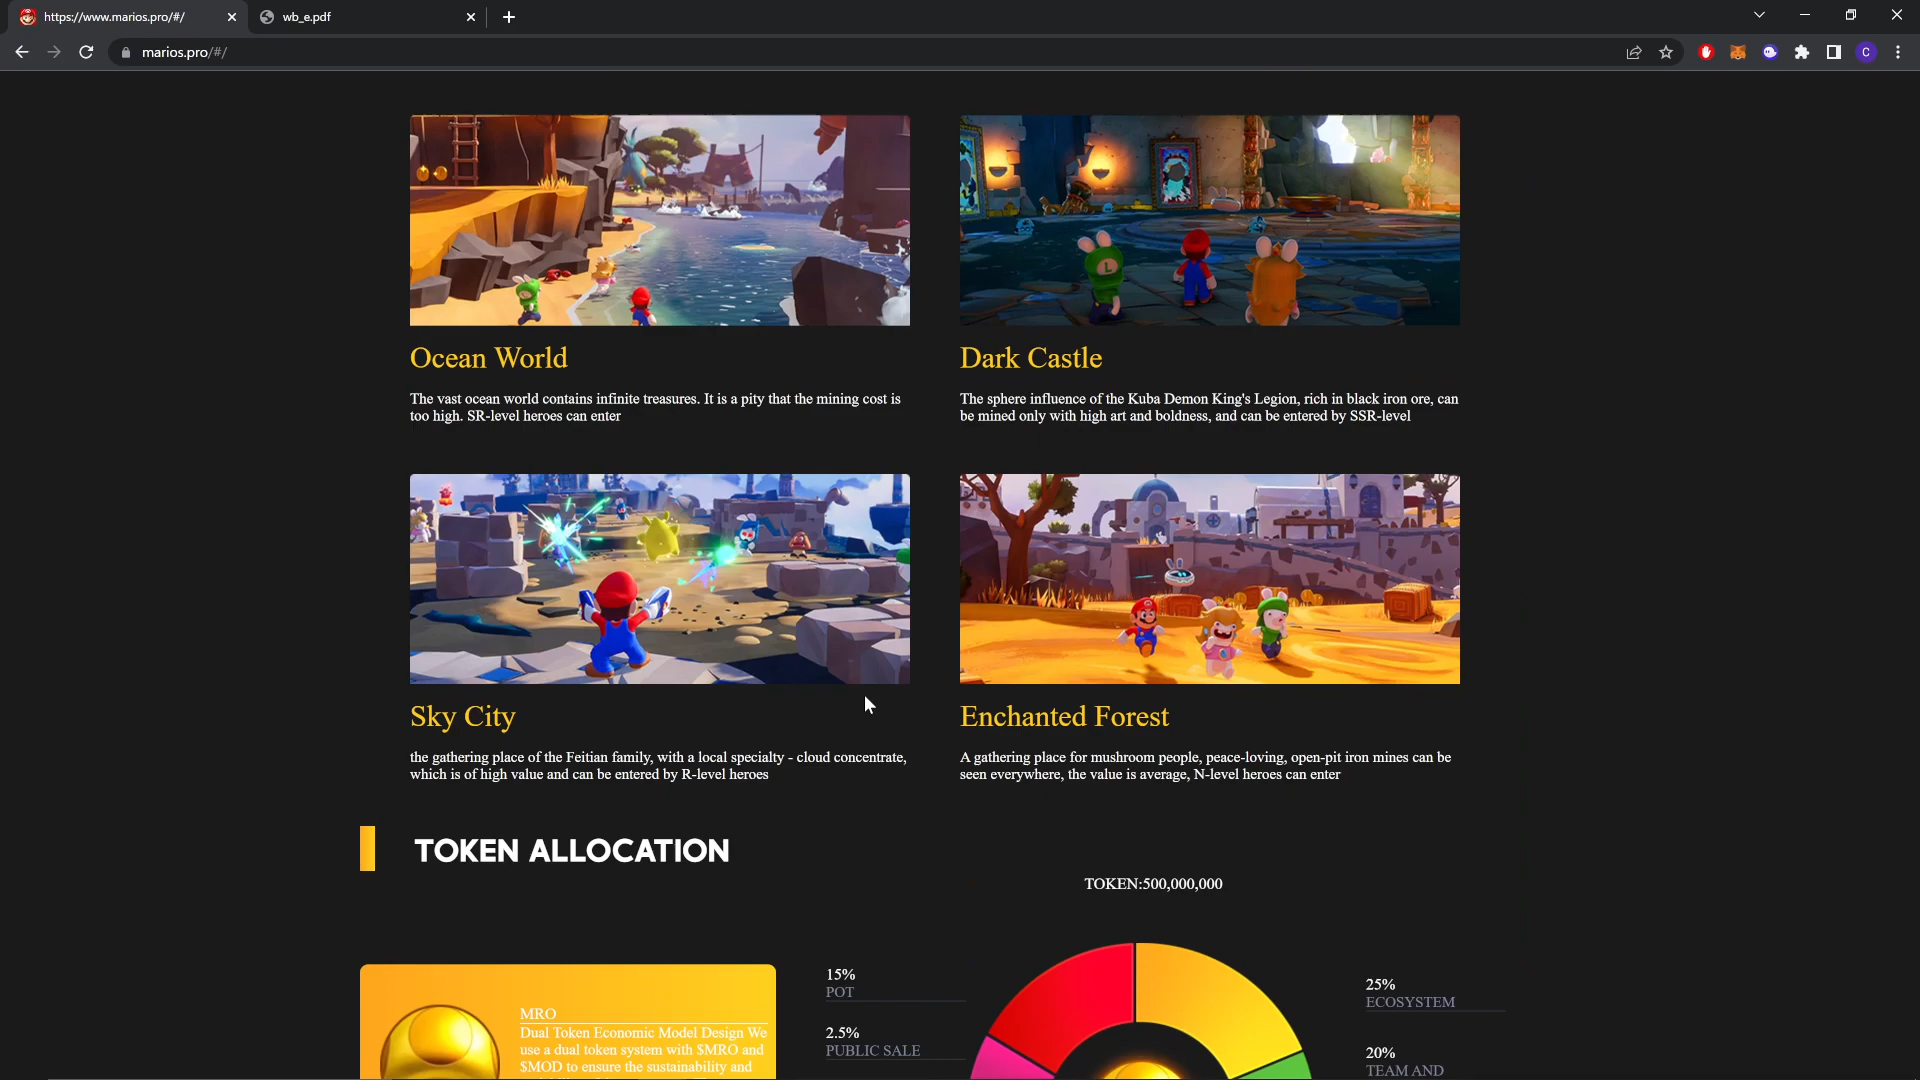 https://www.marios.pro/#/
wb_e.pdf
marios.pro/#/
C
Ocean World
The vast ocean world contains infinite treasures. It is a pity that the mining cost is
too high. SR-level heroes can enter
Dark Castle
The sphere influence of the Kuba Demon King's Legion, rich in black iron ore, can
be mined only with high art and boldness, and can be entered by SSR-level
Sky City
the gathering place of the Feitian family, with a local specialty - cloud concentrate,
which is of high value and can be entered by R-level heroes
Enchanted Forest
A gathering place for mushroom people, peace-loving, open-pit iron mines can be
seen everywhere, the value is average, N-level heroes can enter
TOKEN ALLOCATION
TOKEN:500,000,000
MRO
Dual Token Economic Model Design We
use a dual token system with $MRO and
$MOD to ensure the sustainability and
15%
POT
2.5%
PUBLIC SALE
25%
ECOSYSTEM
20%
TEAM AND